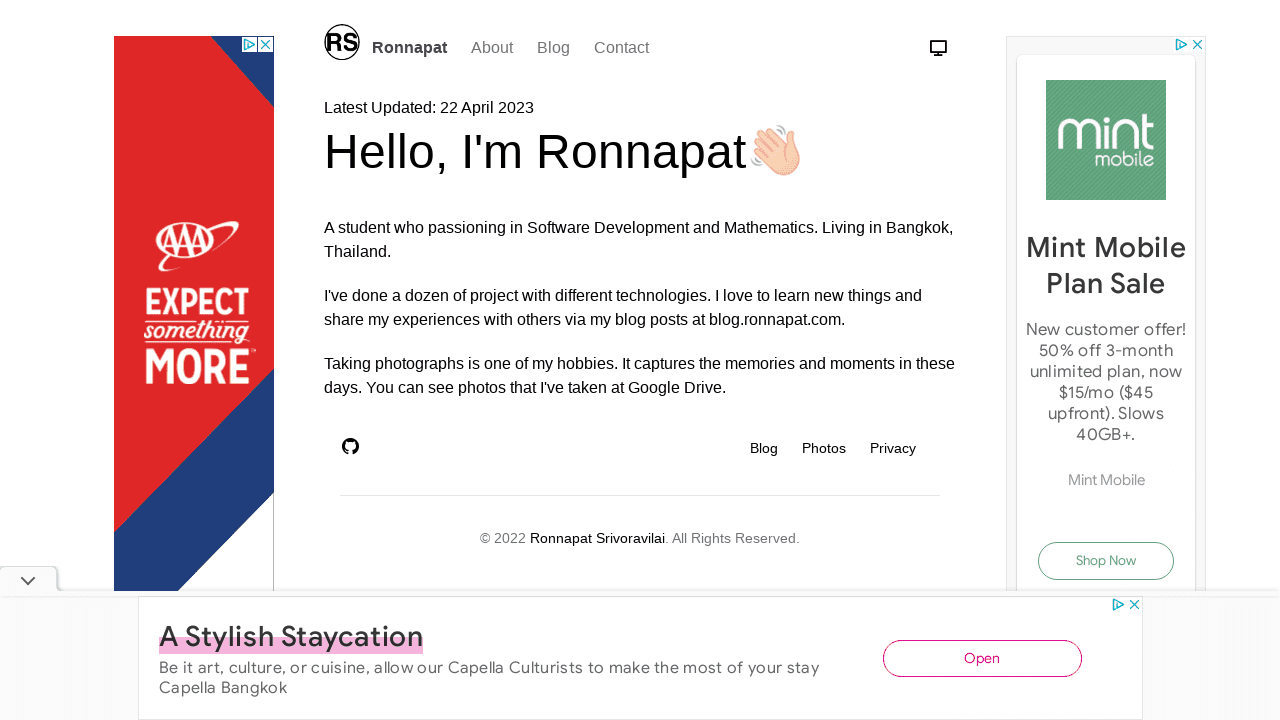 RS
Ronnapat About Blog Contact
Latest Updated: 22 April 2023
Hello, I'm Ronnapat👋🏻
A student who passioning in Software Development and Mathematics. Living in Bangkok,
Thailand.
I've done a dozen of project with different technologies. I love to learn new things and
share my experiences with others via my blog posts at blog.ronnapat.com.
Taking photographs is one of my hobbies. It captures the memories and moments in these
days. You can see photos that I've taken at Google Drive.
Blog Photos Privacy
© 2022 Ronnapat Srivoravilai. All Rights Reserved.
AAA
EXPECT
something
MORE
mint
mobile
Mint Mobile
Plan Sale
New customer offer!
50% off 3-month
unlimited plan, now
$15/mo ($45
upfront). Slows
40GB+.
Mint Mobile
Shop Now
A Stylish Staycation
Be it art, culture, or cuisine, allow our Capella Culturists to make the most of your stay
Capella Bangkok
Open